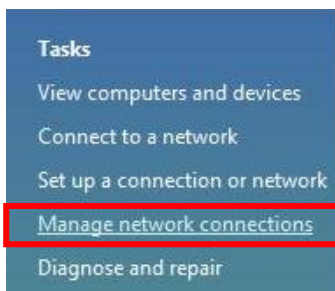 Tasks
View computers and devices
Connect to a network
Set up a connection or network
Manage network connections
Diagnose and repair